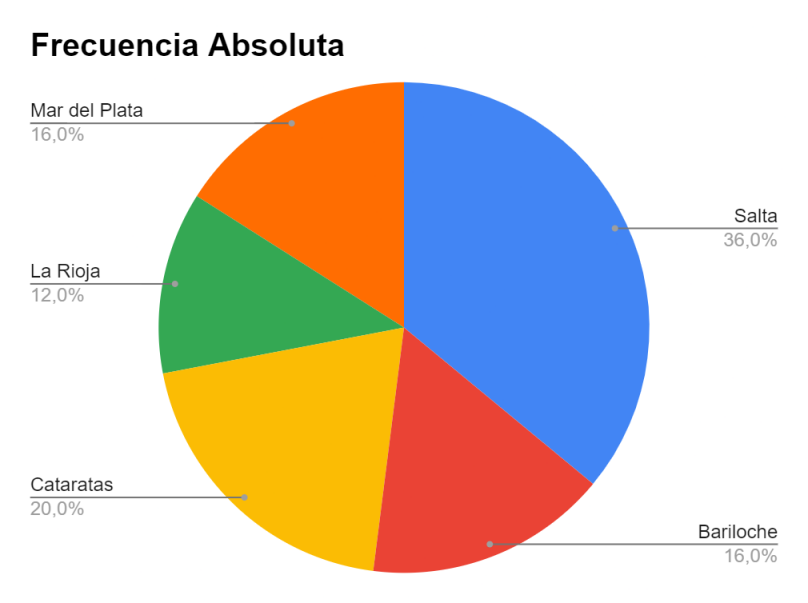 Frecuencia Absoluta
Mar del Plata
16,0%
Salta
36,0%
La Rioja
12,0%
Cataratas
20,0%
Bariloche
16,0%